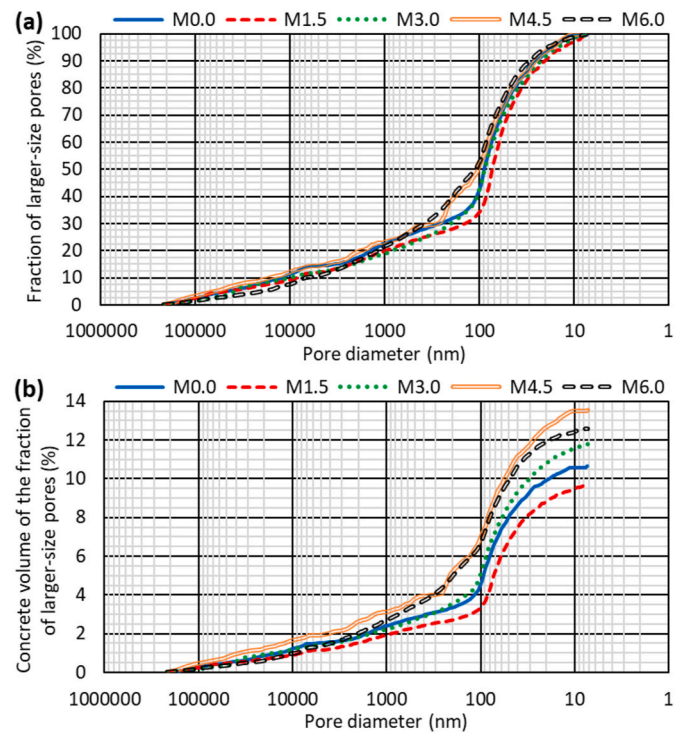 (a)
M0.0 M1.5 M3.0 M4.5 M6.0
Fraction of larger-size pores (%)
100
90
80
70
60
50
40
30
20
10
0
1000000 100000 10000 1000 100 10 1
Pore diameter (nm)
(b)
M0.0 M1.5 M3.0 M4.5 M6.0
Concrete volume of the fraction
of larger-size pores (%)
14
12
10
8
6
4
2
0
1000000 100000 10000 1000 100 10 1
Pore diameter (nm)